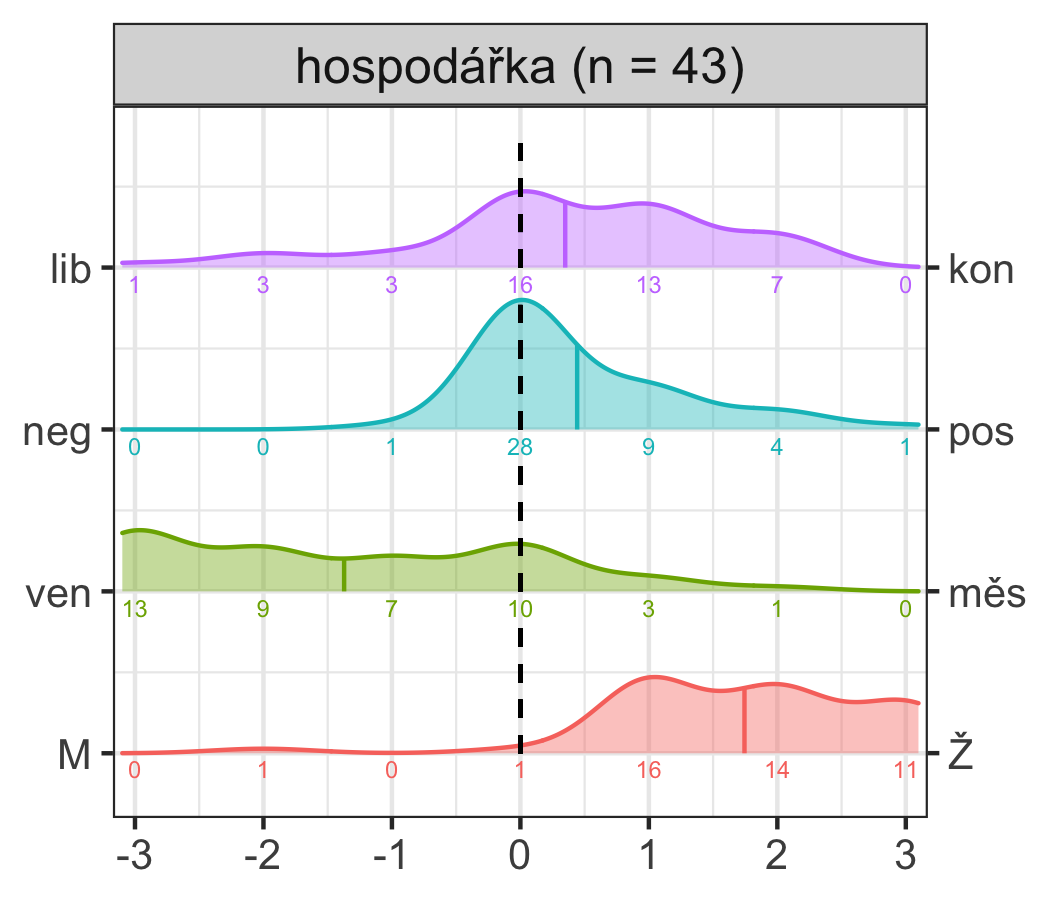 hospodářka (n = 43)
lib kon
1 3 3 16 13 7 0
neg pos
0 0 1 28 9 4 1
ven měs
13 9 7 10 3 1 0
M Ž
0 1 0 1 16 14 11
-3 -2 -1 0 1 2 3